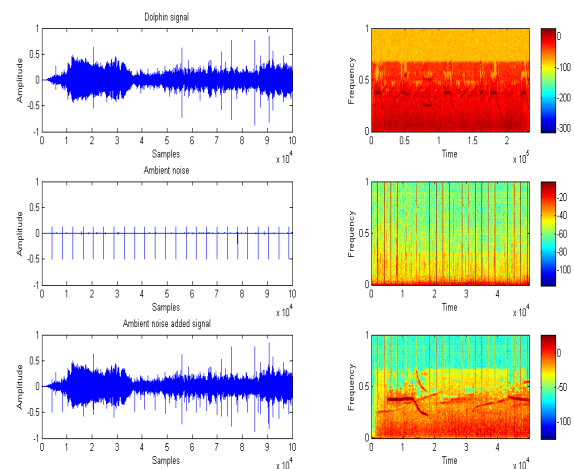 Dolphin signal
Amplitude
1
0.5
0
-0.5
-1
0 1 2 3 4 5 6 7 8 9 10
Samples
x 10^4
Frequency
1
0.5
0
0 0.5 1 1.5 2
Time
x 10^5
0
-100
-200
-300
Ambient noise
Amplitude
1
0.5
0
-0.5
-1
0 1 2 3 4 5 6 7 8 9 10
Samples
x 10^4
Frequency
1
0.5
0
0 1 2 3 4 5
Time
x 10^4
-20
-40
-60
-80
-100
Ambient noise added signal
Amplitude
1
0.5
0
-0.5
-1
0 1 2 3 4 5 6 7 8 9 10
Samples
x 10^4
Frequency
1
0.5
0
0 1 2 3 4 5
Time
x 10^4
0
-50
-100